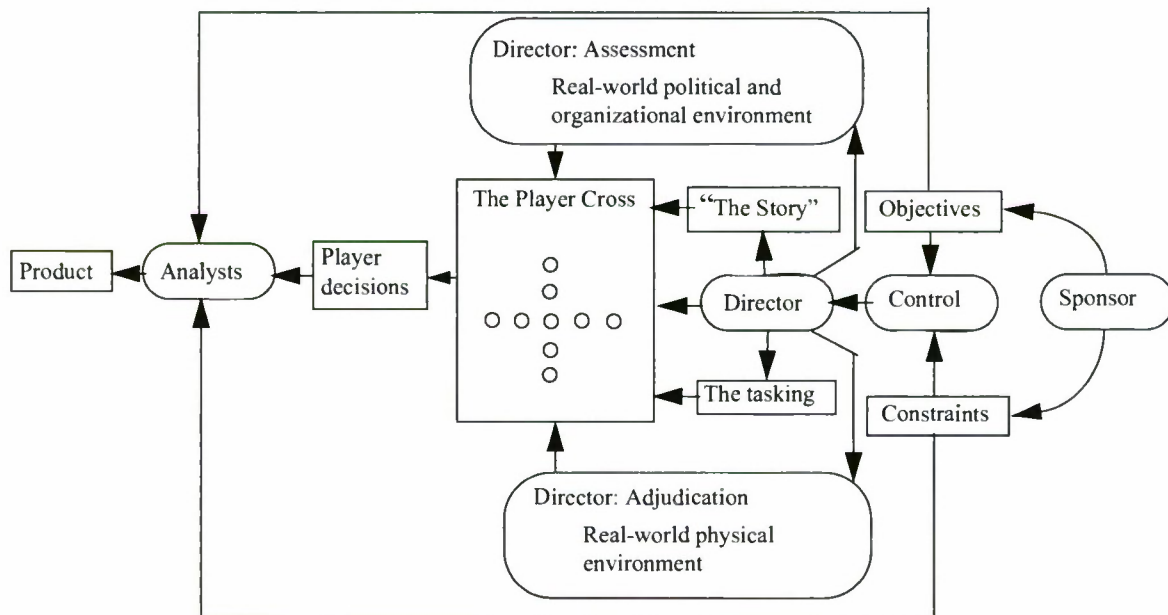 Director: Assessment
Real-world political and
organizational environment
The Player Cross
“The Story”
Objectives
Product
Analysts
Player
decisions
Director
Control
Sponsor
The tasking
Constraints
Director: Adjudication
Real-world physical
environment